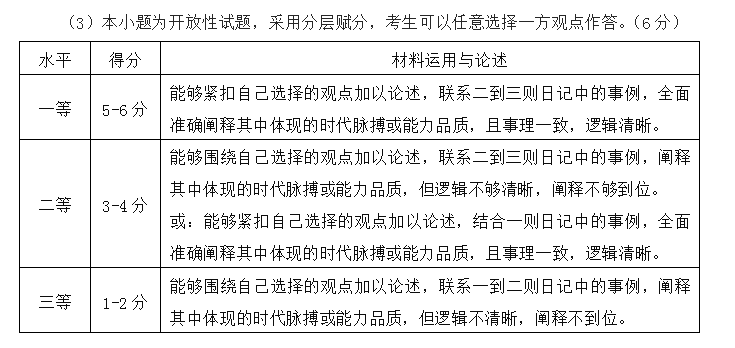 （3）本小题为开放性试题，采用分层赋分，考生可以任意选择一方观点作答。（6分）
水平 得分 材料运用与论述
一等 5-6分 能够紧扣自己选择的观点加以论述，联系二到三则日记中的事例，全面
准确阐释其中体现的时代脉搏或能力品质，且事理一致，逻辑清晰。
二等 3-4分 能够围绕自己选择的观点加以论述，联系二到三则日记中的事例，阐释
其中体现的时代脉搏或能力品质，但逻辑不够清晰，阐释不够到位。
或：能够紧扣自己选择的观点加以论述，结合一则日记中的事例，全面
准确阐释其中体现的时代脉搏或能力品质，且事理一致，逻辑清晰。
三等 1-2分 能够围绕自己选择的观点加以论述，联系一到二则日记中的事例，阐释
其中体现的时代脉搏或能力品质，但逻辑不清晰，阐释不到位。